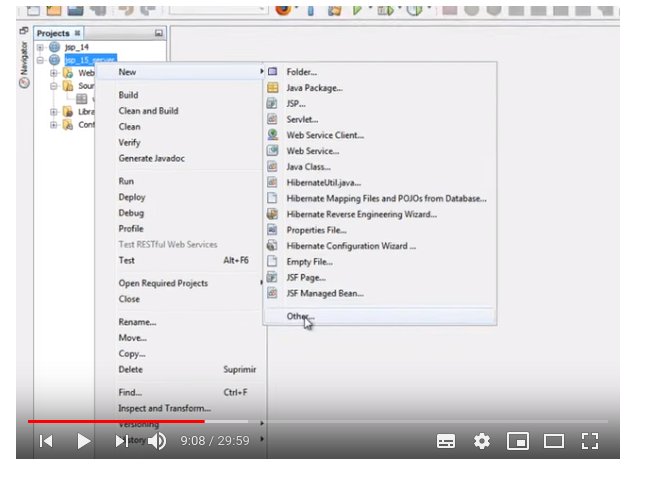 Projects
Navigator
jsp_14
jsp_15_server
Web
Sour
Libra
Conf
New
Build
Clean and Build
Clean
Verify
Generate Javadoc
Run
Deploy
Debug
Profile
Test RESTful Web Services
Test Alt+F6
Open Required Projects
Close
Rename...
Move...
Copy...
Delete Suprimir
Find... Ctrl+F
Inspect and Transform...
Versioning
History
Folder...
Java Package...
JSP...
Servlet...
Web Service Client...
Web Service...
Java Class...
HibernateUtil.java...
Hibernate Mapping Files and POJOs from Database...
Hibernate Reverse Engineering Wizard...
Properties File...
Hibernate Configuration Wizard ...
Empty File...
JSF Page...
JSF Managed Bean...
Other...
9:08 / 29:59